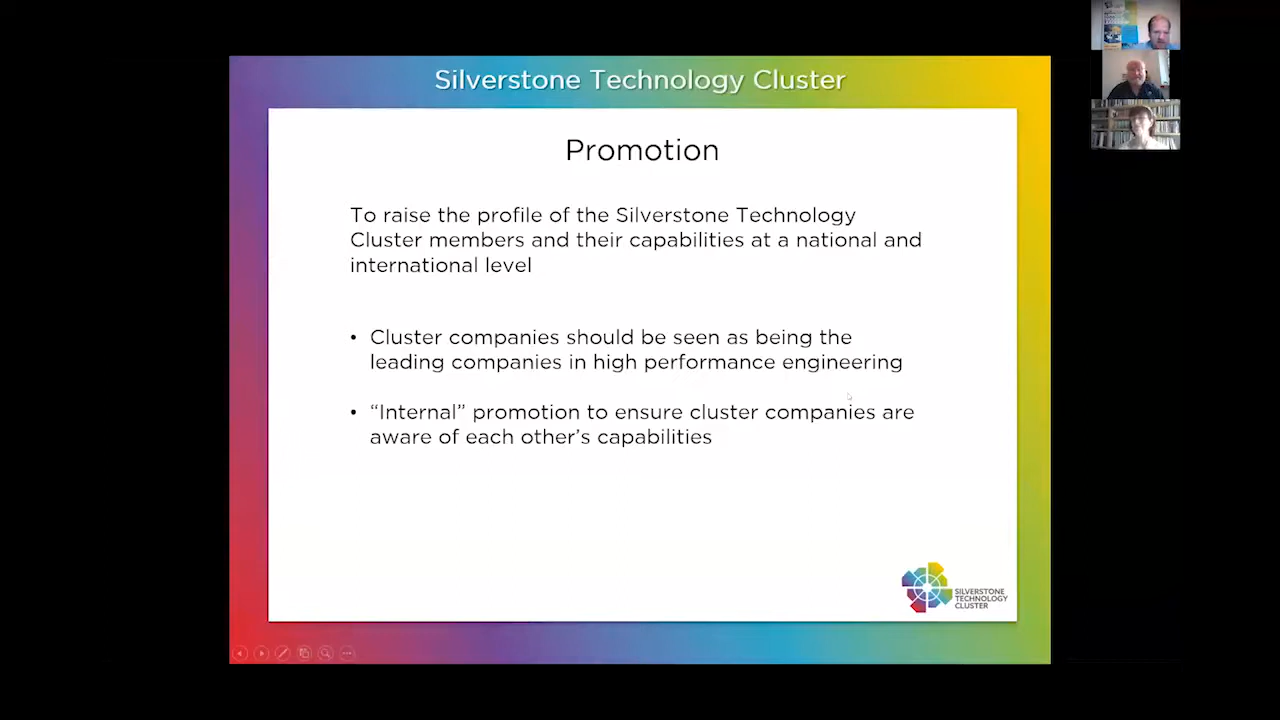 Silverstone Technology Cluster
Promotion
To raise the profile of the Silverstone Technology
Cluster members and their capabilities at a national and
international level
• Cluster companies should be seen as being the
leading companies in high performance engineering
• “Internal” promotion to ensure cluster companies are
aware of each other’s capabilities
SILVERSTONE
TECHNOLOGY
CLUSTER